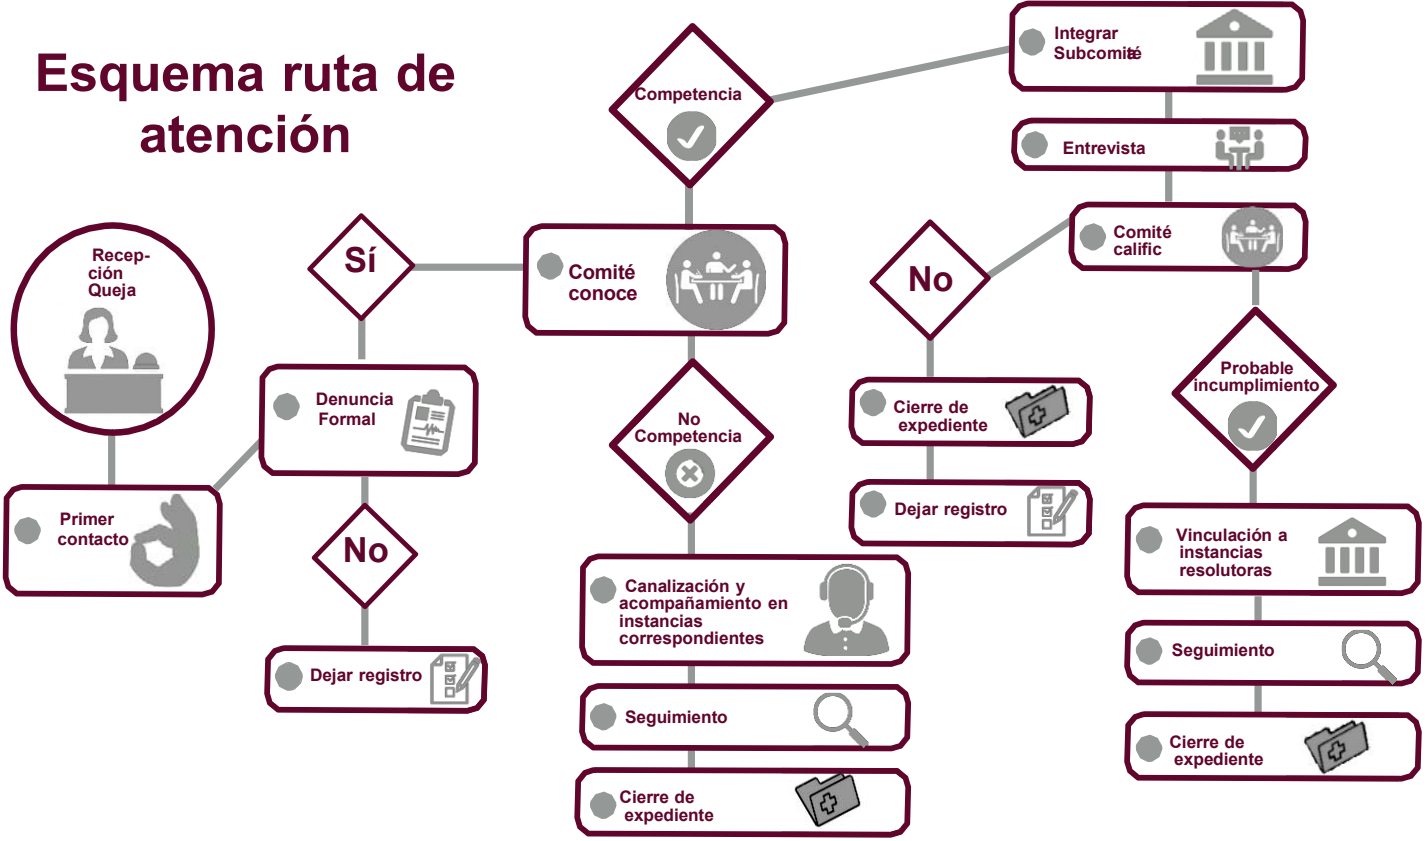 Esquema ruta de
atención
Recep-
ción
Queja
Primer
contacto
Denuncia
Formal
Sí
No
Dejar registro
Comité
conoce
Competencia
No
Competencia
Canalización y
acompañamiento en
instancias
correspondientes
Seguimiento
Cierre de
expediente
Integrar
Subcomité
Entrevista
Comité
calific
No
Cierre de
expediente
Dejar registro
Probable
incumplimiento
Vinculación a
instancias
resolutoras
Seguimiento
Cierre de
expediente